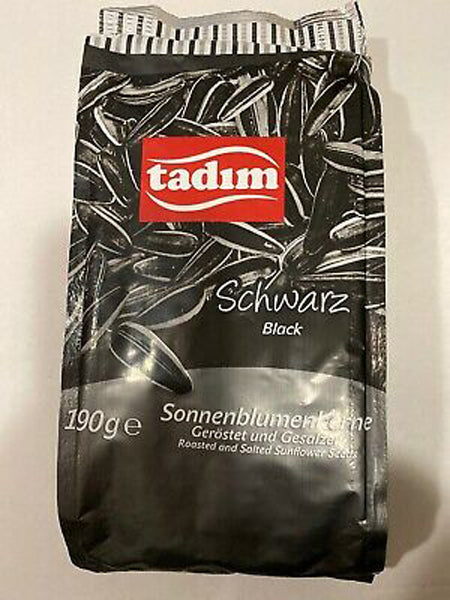 tadım
Schwarz
Black
190g e
Sonnenblumenkerne
Geröstet und Gesalzen
Roasted and Salted Sunflower Seeds